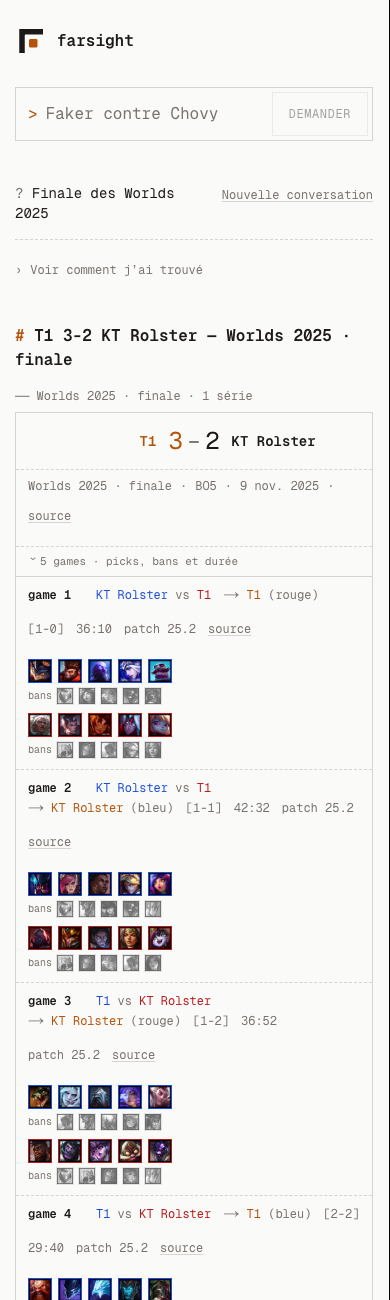 farsight
> Faker contre Chovy
DEMANDER
? Finale des Worlds
2025
Nouvelle conversation
› Voir comment j'ai trouvé
# T1 3-2 KT Rolster — Worlds 2025 ·
finale
— Worlds 2025 · finale · 1 série
T1 3 – 2 KT Rolster
Worlds 2025 · finale · BO5 · 9 nov. 2025 ·
source
5 games · picks, bans et durée
game 1 KT Rolster vs T1 → T1 (rouge)
[1-0] 36:10 patch 25.2 source
bans
bans
game 2 KT Rolster vs T1
→ KT Rolster (bleu) [1-1] 42:32 patch 25.2
source
bans
bans
game 3 T1 vs KT Rolster
→ KT Rolster (rouge) [1-2] 36:52
patch 25.2 source
bans
bans
game 4 T1 vs KT Rolster → T1 (bleu) [2-2]
29:40 patch 25.2 source